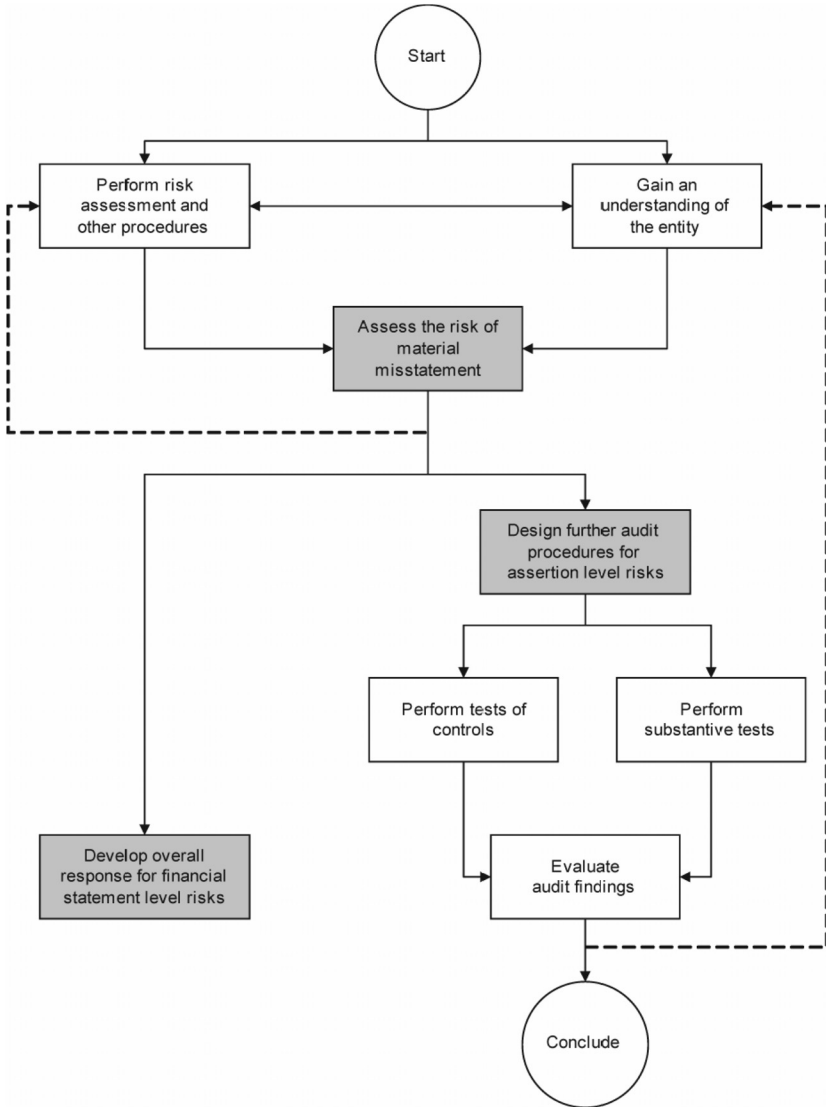 Start
Perform risk
assessment and
other procedures
Gain an
understanding of
the entity
Assess the risk of
material
misstatement
Design further audit
procedures for
assertion level risks
Perform tests of
controls
Perform
substantive tests
Develop overall
response for financial
statement level risks
Evaluate
audit findings
Conclude